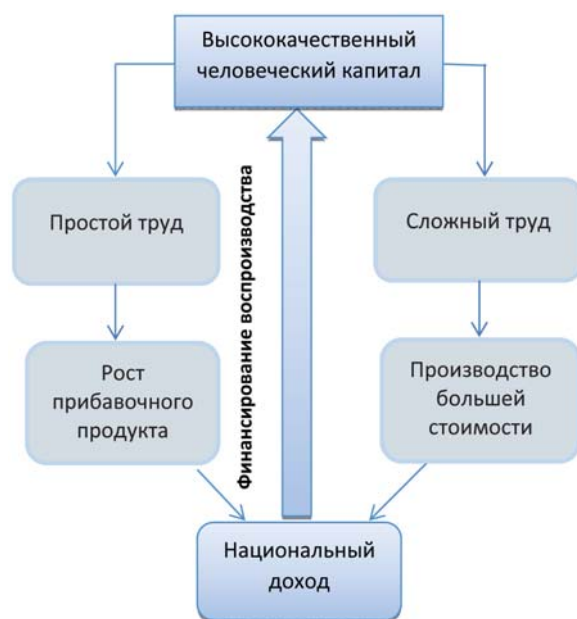 Высококачественный
человеческий капитал
Простой труд
Сложный труд
Финансирование воспроизводства
Рост
прибавочного
продукта
Производство
большей
стоимости
Национальный
доход